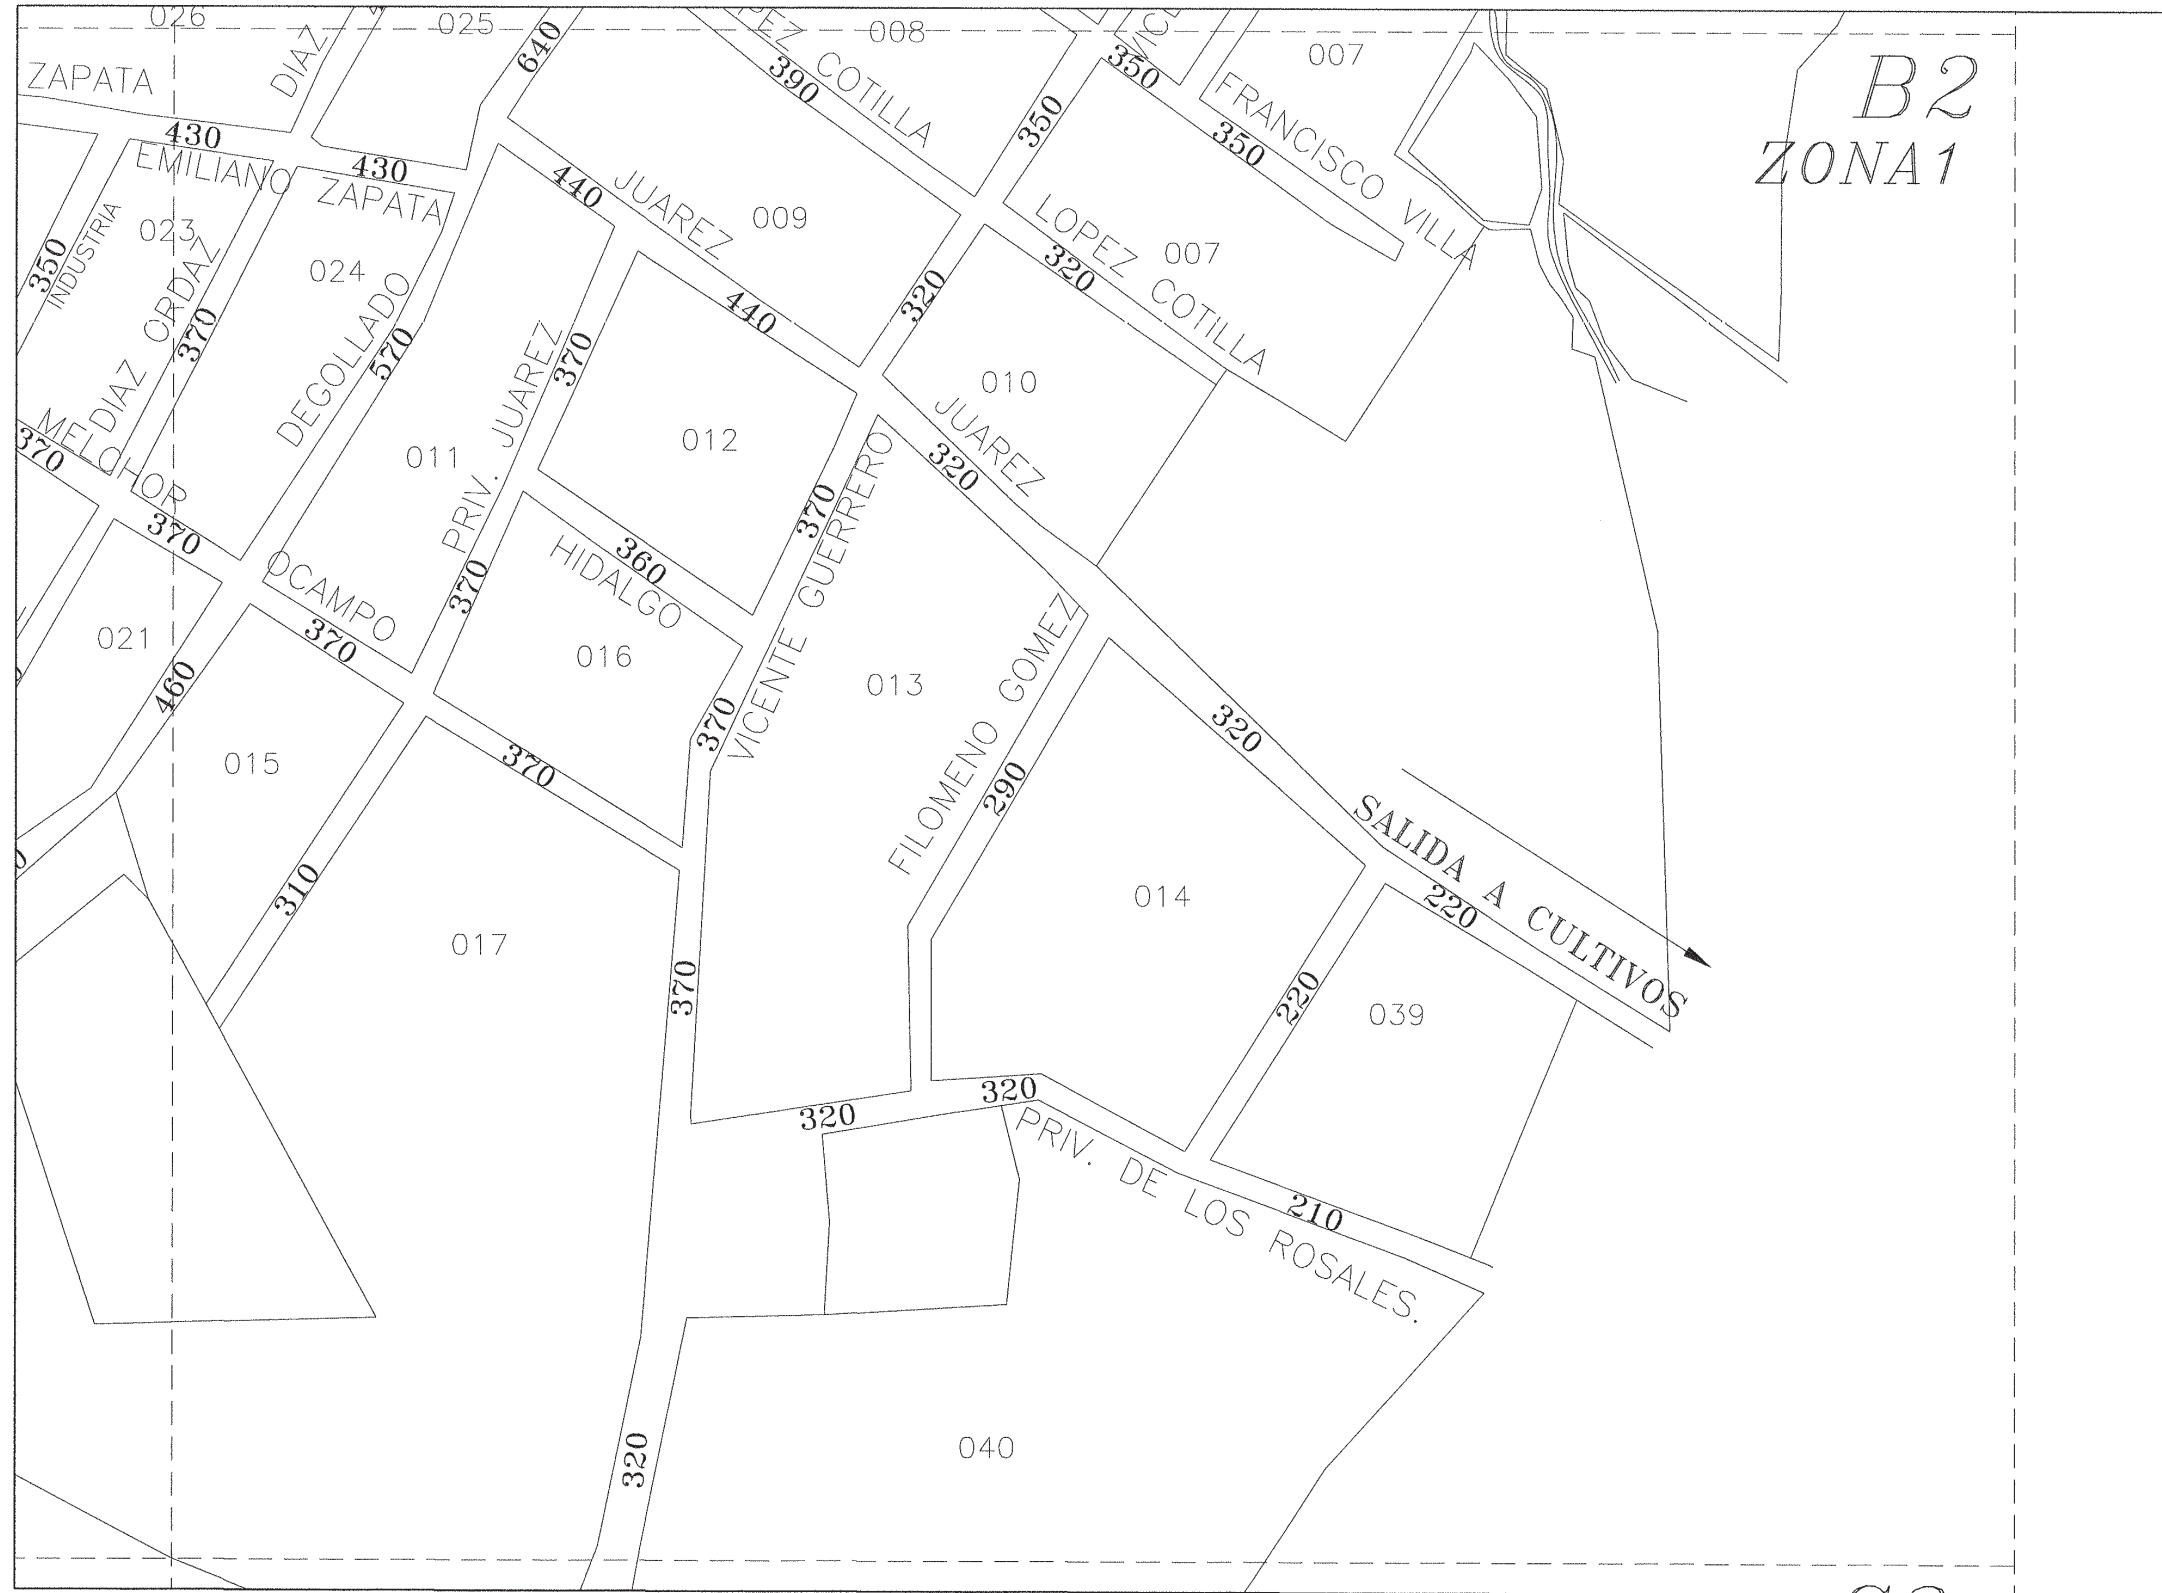 026
025
008
007
B2
ZONA1
ZAPATA
DIAZ
640
390
COTILLA
350
350
FRANCISCO VILLA
350
430
EMILIANO ZAPATA
430
440
JUAREZ
009
023
024
INDUSTRIA
350
DIAZ ORDAZ
370
DEGOLLADO
570
440
320
LOPEZ COTILLA
320
007
010
JUAREZ
320
PRIV. JUAREZ
370
011
012
370
VICENTE GUERRERO
370
MELCHOR OCAMPO
370
370
370
360
HIDALGO
021
460
016
013
370
FILOMENO GOMEZ
290
320
015
370
310
017
370
014
SALIDA A CULTIVOS
220
220
039
320
320
PRIV. DE LOS ROSALES.
210
320
040